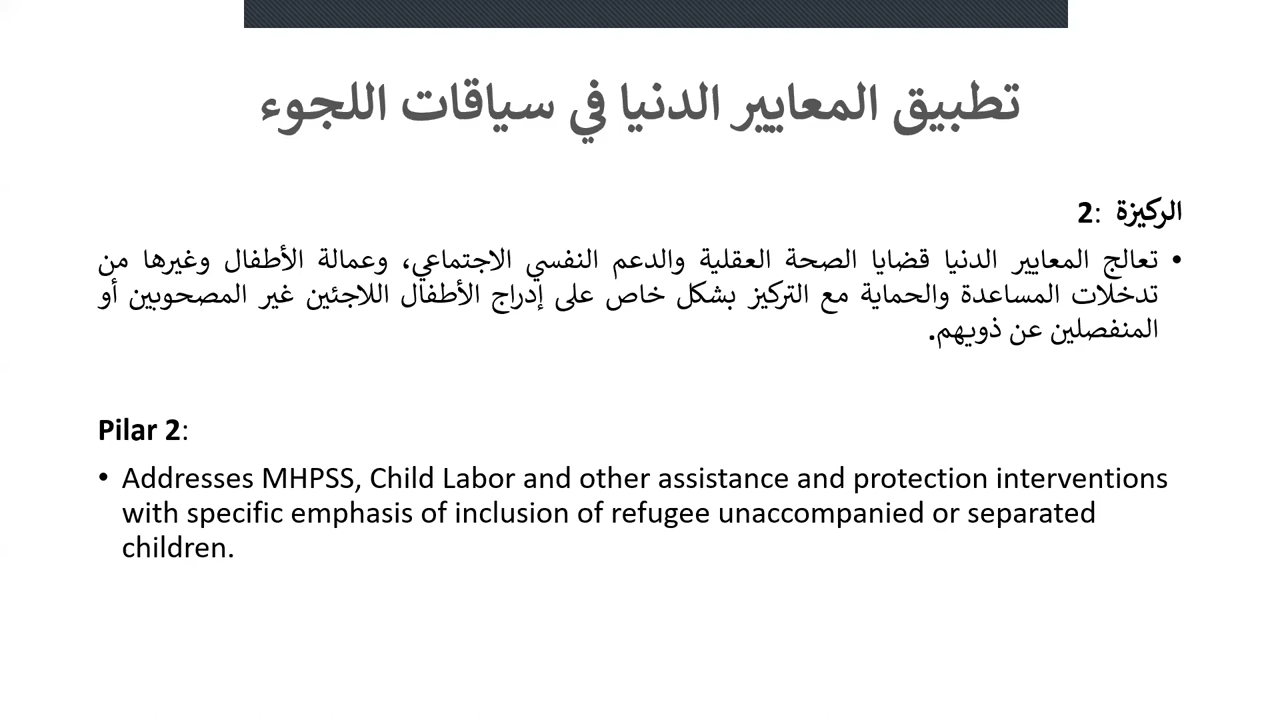 تطبيق المعايير الدنيا في سياقات اللجوء
الركيزة 2:
• تعالج المعايير الدنيا قضايا الصحة العقلية والدعم النفسي الاجتماعي، وعمالة الأطفال وغيرها من
تدخلات المساعدة والحماية مع التركيز بشكل خاص على إدراج الأطفال اللاجئين غير المصحوبين أو
المنفصلين عن ذويهم.
Pilar 2:
• Addresses MHPSS, Child Labor and other assistance and protection interventions
with specific emphasis of inclusion of refugee unaccompanied or separated
children.